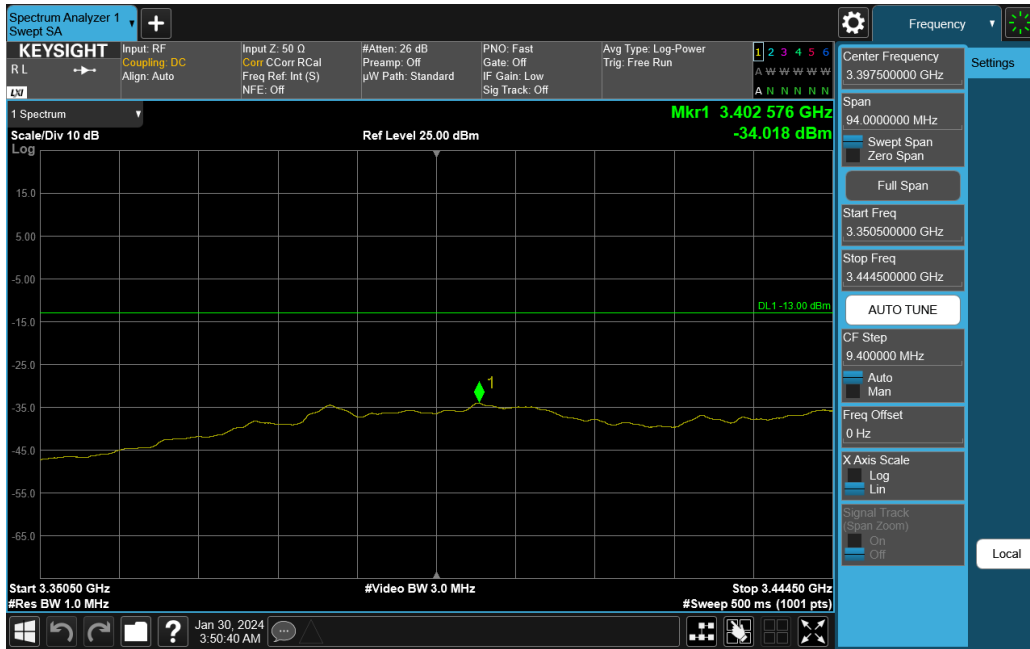 Spectrum Analyzer 1
Swept SA
Frequency
KEYSIGHT
R L
LXI
Input: RF
Coupling: DC
Align: Auto
Input Z: 50 Ω
Corr CCorr RCal
Freq Ref: Int (S)
NFE: Off
#Atten: 26 dB
Preamp: Off
µW Path: Standard
PNO: Fast
Gate: Off
IF Gain: Low
Sig Track: Off
Avg Type: Log-Power
Trig: Free Run
1 2 3 4 5 6
A W W W W W
A N N N N N
1 Spectrum
Scale/Div 10 dB
Log
Ref Level 25.00 dBm
Mkr1 3.402 576 GHz
-34.018 dBm
15.0
5.00
-5.00
-15.0
-25.0
-35.0
-45.0
-55.0
-65.0
DL1 -13.00 dBm
1
Start 3.35050 GHz
#Res BW 1.0 MHz
#Video BW 3.0 MHz
Stop 3.44450 GHz
#Sweep 500 ms (1001 pts)
Center Frequency
3.397500000 GHz
Span
94.0000000 MHz
Swept Span
Zero Span
Full Span
Start Freq
3.350500000 GHz
Stop Freq
3.444500000 GHz
AUTO TUNE
CF Step
9.400000 MHz
Auto
Man
Freq Offset
0 Hz
X Axis Scale
Log
Lin
Signal Track
(Span Zoom)
On
Off
Settings
Local
?
Jan 30, 2024
3:50:40 AM